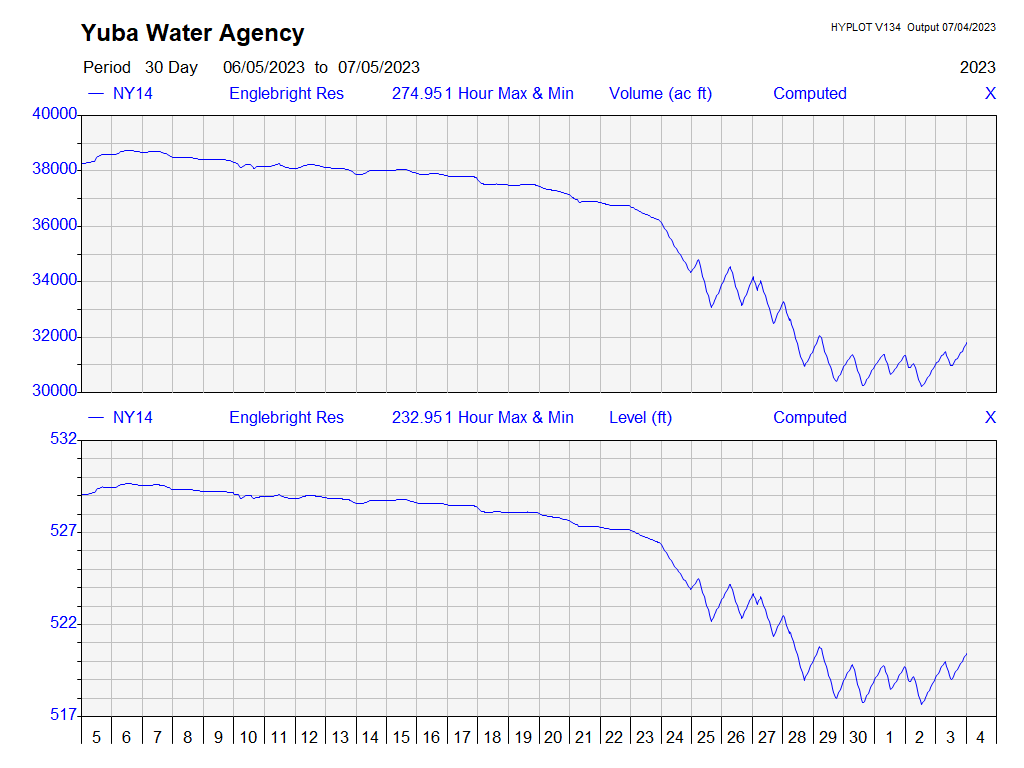 Yuba Water Agency
HYPLOT V134 Output 07/04/2023
Period 30 Day 06/05/2023 to 07/05/2023 2023
NY14 Englebright Res 274.951 Hour Max & Min Volume (ac ft) Computed X
40000
38000
36000
34000
32000
30000
NY14 Englebright Res 232.951 Hour Max & Min Level (ft) Computed X
532
527
522
517
5 6 7 8 9 10 11 12 13 14 15 16 17 18 19 20 21 22 23 24 25 26 27 28 29 30 1 2 3 4